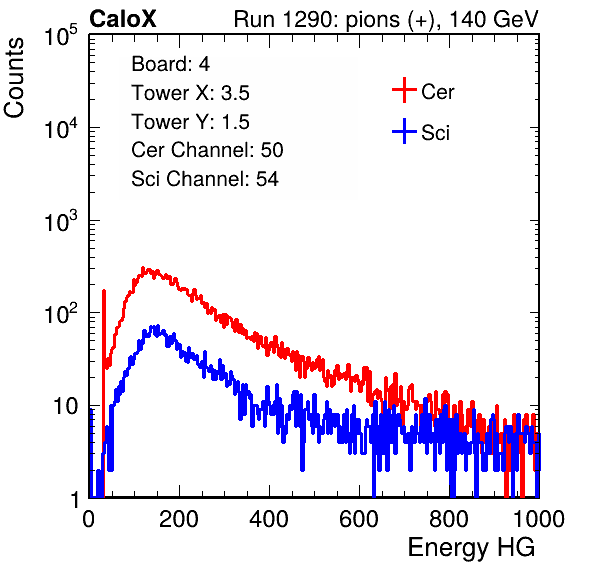 CaloX Run 1290: pions (+), 140 GeV
Counts
10^5
10^4
10^3
10^2
10
1
Board: 4
Tower X: 3.5
Tower Y: 1.5
Cer Channel: 50
Sci Channel: 54
Cer
Sci
0 200 400 600 800 1000
Energy HG